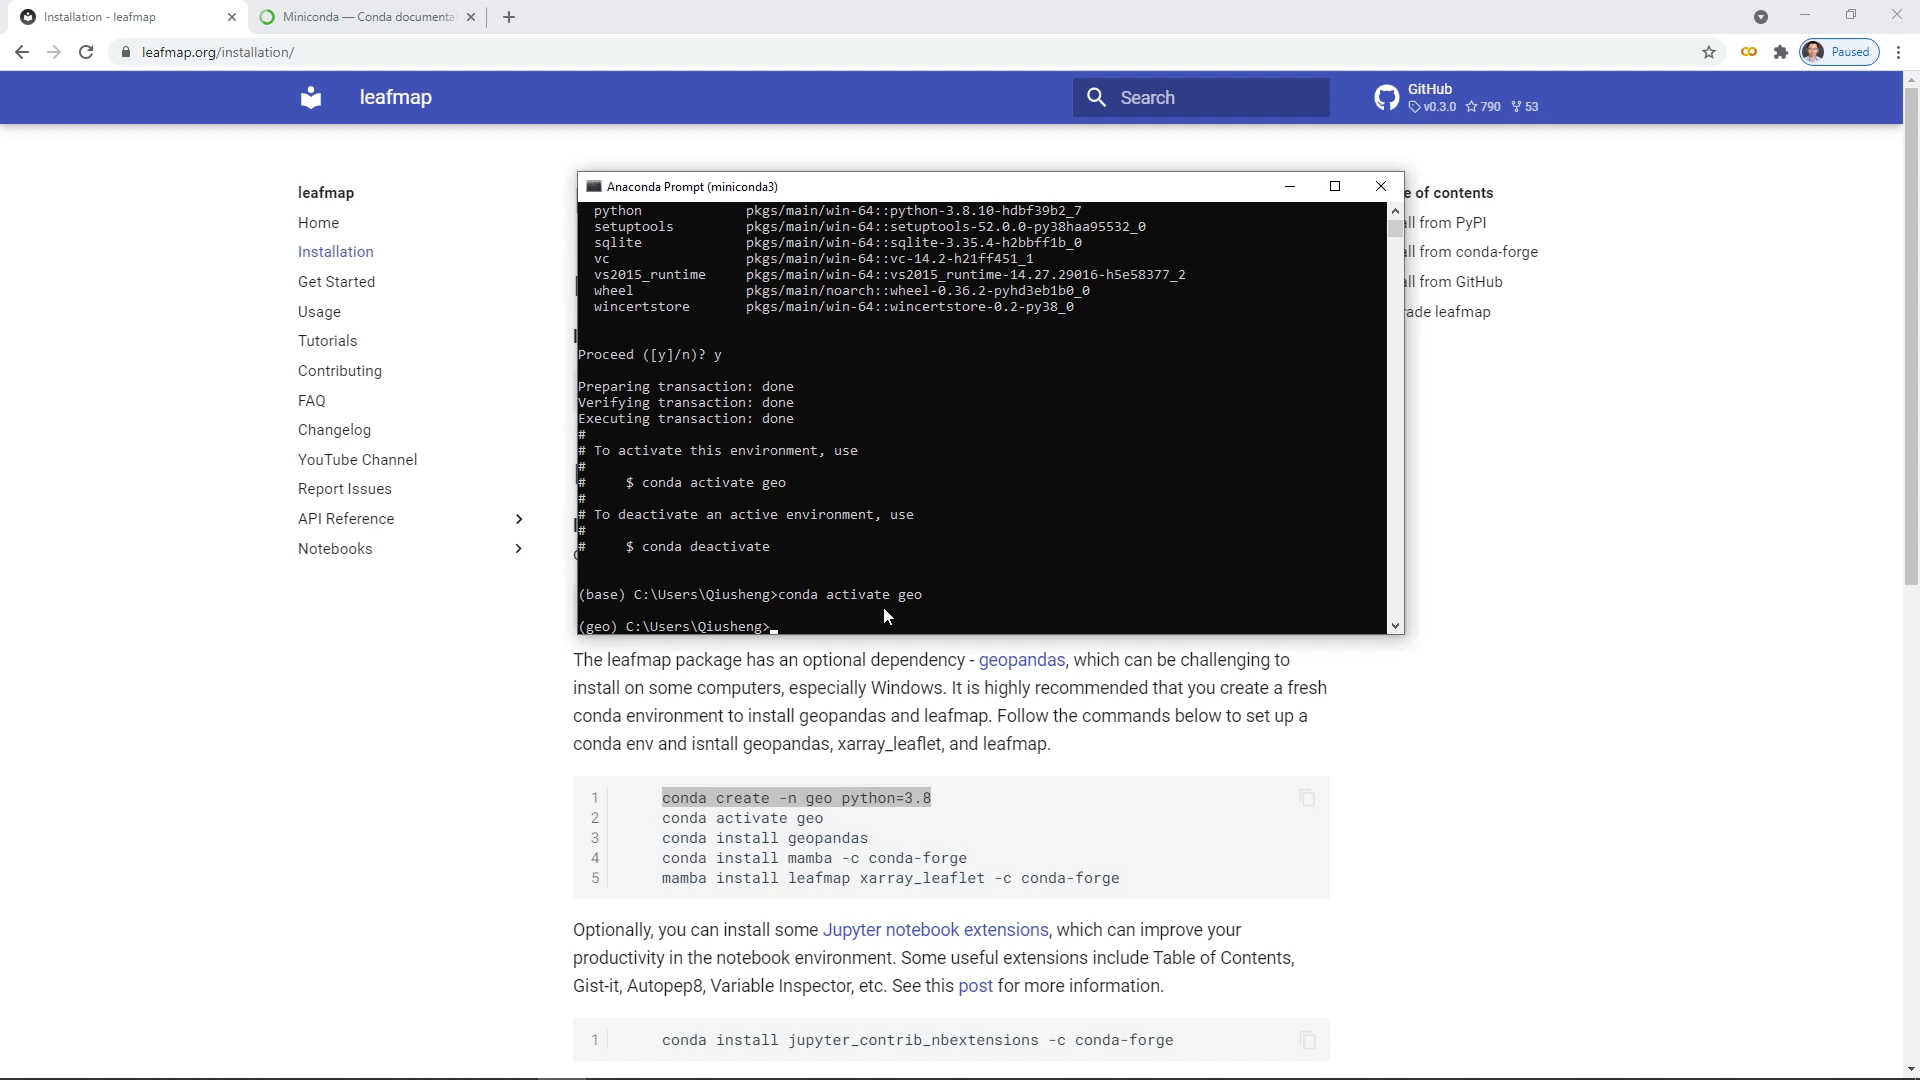 Installation - leafmap
Miniconda — Conda documenta
leafmap.org/installation/
Paused
leafmap
Search
GitHub
v0.3.0 790 53
leafmap
Home
Installation
Get Started
Usage
Tutorials
Contributing
FAQ
Changelog
YouTube Channel
Report Issues
API Reference
Notebooks
Anaconda Prompt (miniconda3)
python pkgs/main/win-64::python-3.8.10-hdbf39b2_7
setuptools pkgs/main/win-64::setuptools-52.0.0-py38haa95532_0
sqlite pkgs/main/win-64::sqlite-3.35.4-h2bbff1b_0
vc pkgs/main/win-64::vc-14.2-h21ff451_1
vs2015_runtime pkgs/main/win-64::vs2015_runtime-14.27.29016-h5e58377_2
wheel pkgs/main/noarch::wheel-0.36.2-pyhd3eb1b0_0
wincertstore pkgs/main/win-64::wincertstore-0.2-py38_0
Proceed ([y]/n)? y
Preparing transaction: done
Verifying transaction: done
Executing transaction: done
#
# To activate this environment, use
#
# $ conda activate geo
#
# To deactivate an active environment, use
#
# $ conda deactivate
(base) C:\Users\Qiusheng>conda activate geo
(geo) C:\Users\Qiusheng>_
e of contents
all from PyPI
all from conda-forge
all from GitHub
rade leafmap
The leafmap package has an optional dependency - geopandas, which can be challenging to
install on some computers, especially Windows. It is highly recommended that you create a fresh
conda environment to install geopandas and leafmap. Follow the commands below to set up a
conda env and isntall geopandas, xarray_leaflet, and leafmap.
1 conda create -n geo python=3.8
2 conda activate geo
3 conda install geopandas
4 conda install mamba -c conda-forge
5 mamba install leafmap xarray_leaflet -c conda-forge
Optionally, you can install some Jupyter notebook extensions, which can improve your
productivity in the notebook environment. Some useful extensions include Table of Contents,
Gist-it, Autopep8, Variable Inspector, etc. See this post for more information.
1 conda install jupyter_contrib_nbextensions -c conda-forge